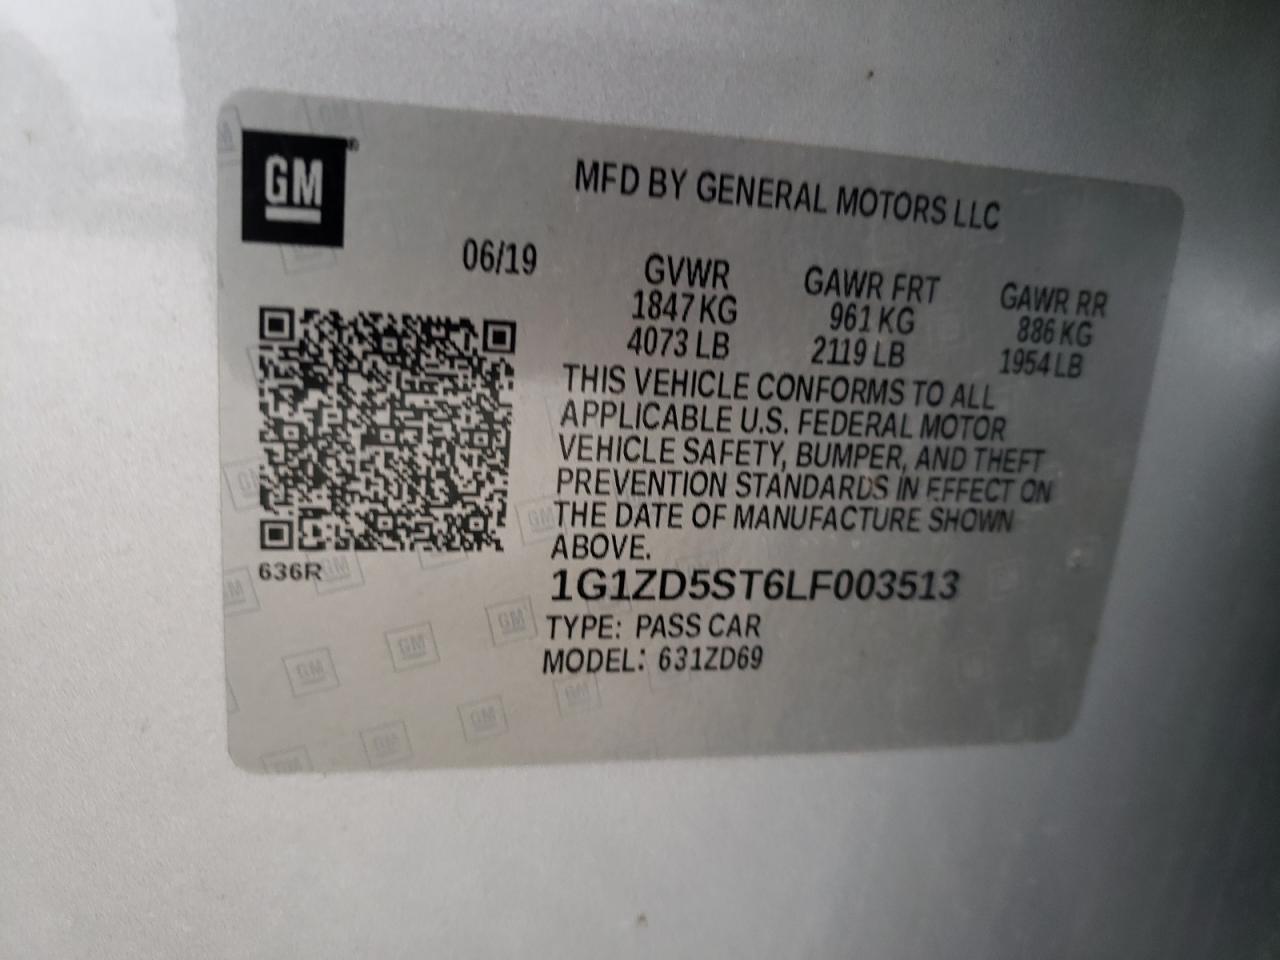 GM
MFD BY GENERAL MOTORS LLC
06/19
GVWR GAWR FRT GAWR RR
1847 KG 961 KG 886 KG
4073 LB 2119 LB 1954 LB
THIS VEHICLE CONFORMS TO ALL
APPLICABLE U.S. FEDERAL MOTOR
VEHICLE SAFETY, BUMPER, AND THEFT
PREVENTION STANDARDS IN EFFECT ON
THE DATE OF MANUFACTURE SHOWN
ABOVE.
636R
1G1ZD5ST6LF003513
TYPE: PASS CAR
MODEL: 631ZD69